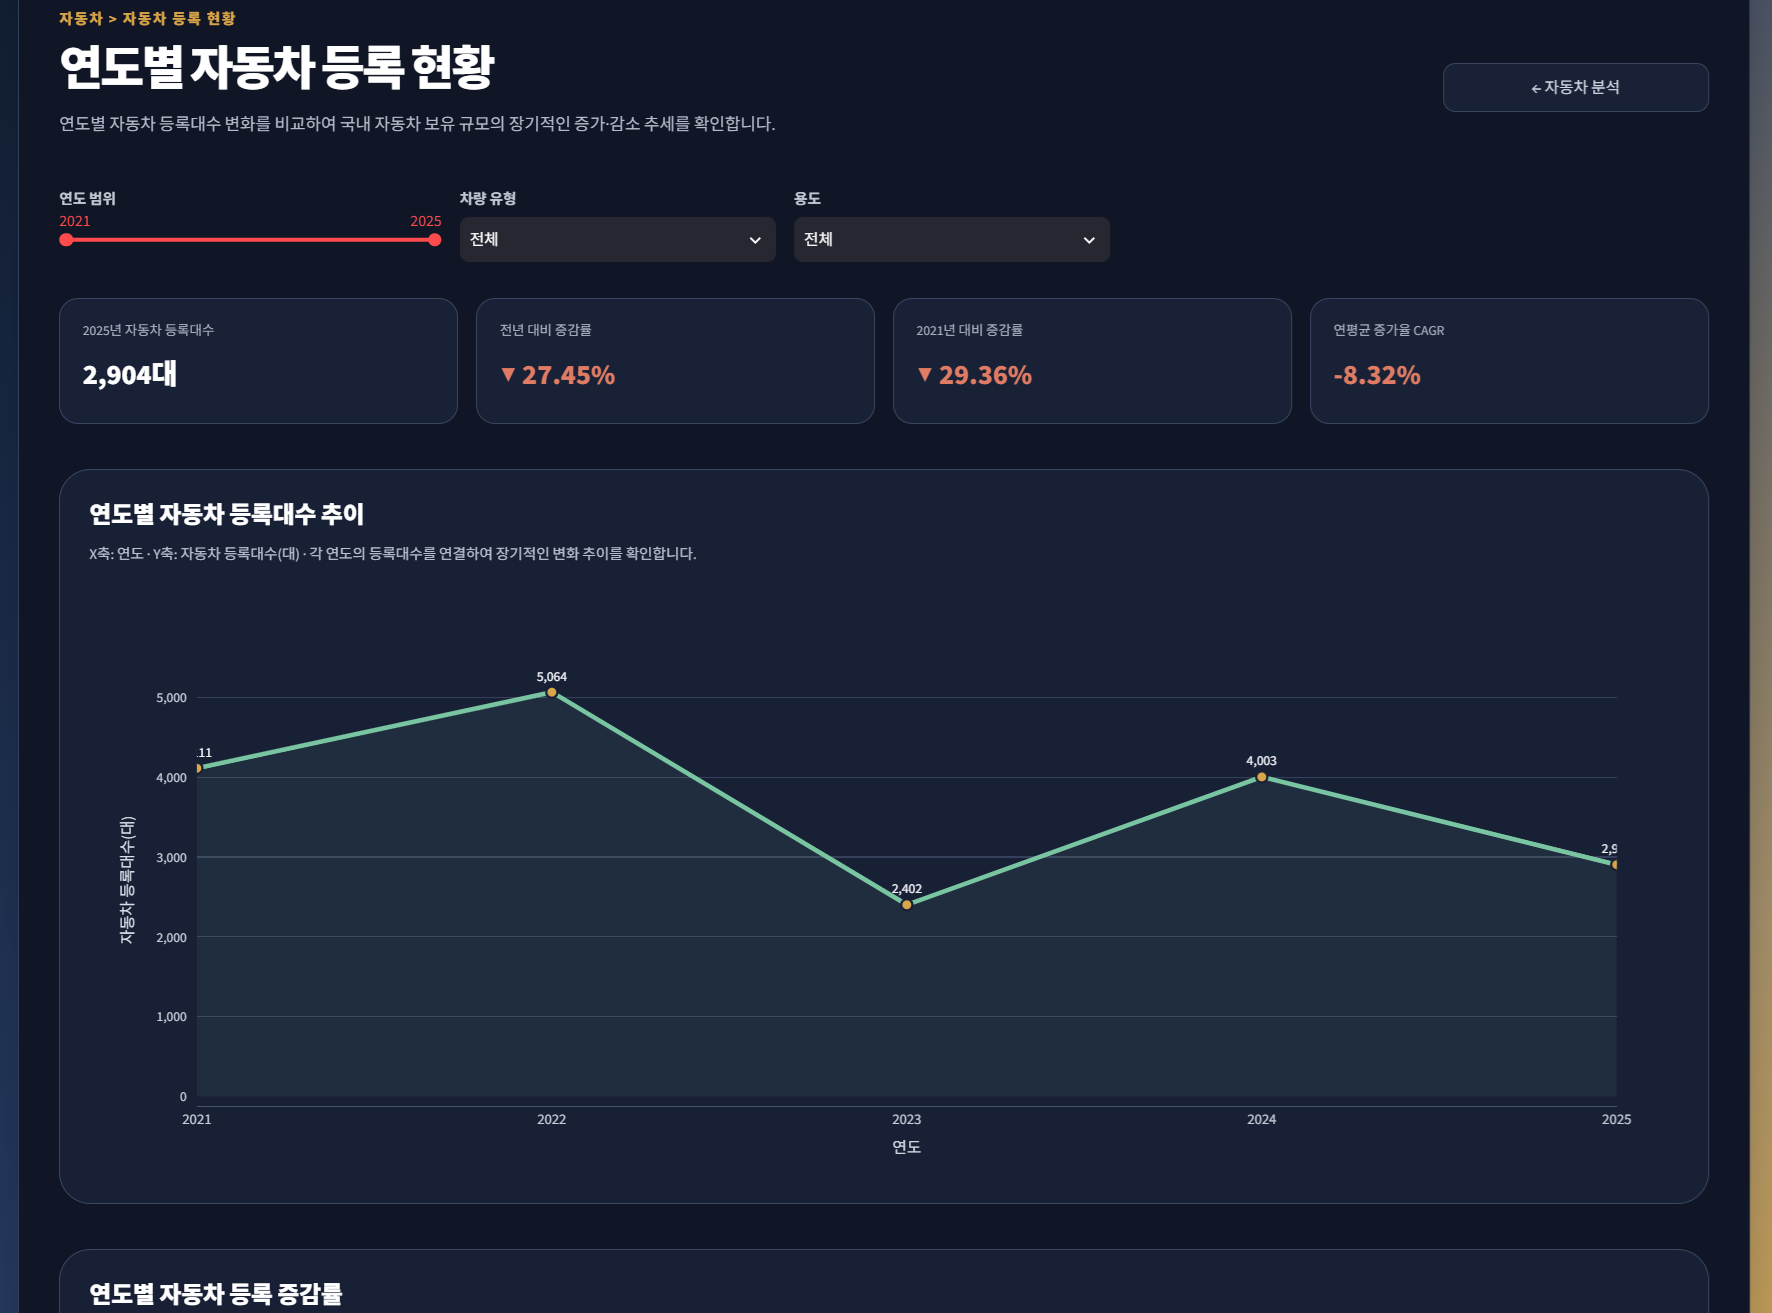 자동차 > 자동차 등록 현황
연도별 자동차 등록 현황
← 자동차 분석
연도별 자동차 등록대수 변화를 비교하여 국내 자동차 보유 규모의 장기적인 증가·감소 추세를 확인합니다.
연도 범위
2021 2025
차량 유형
전체
용도
전체
2025년 자동차 등록대수
2,904대
전년 대비 증감률
▼ 27.45%
2021년 대비 증감률
▼ 29.36%
연평균 증가율 CAGR
-8.32%
연도별 자동차 등록대수 추이
X축: 연도 · Y축: 자동차 등록대수(대) · 각 연도의 등록대수를 연결하여 장기적인 변화 추이를 확인합니다.
자동차 등록대수(대)
5,000
4,000
3,000
2,000
1,000
0
11
5,064
2,402
4,003
2,9
2021 2022 2023 2024 2025
연도
연도별 자동차 등록 증감률